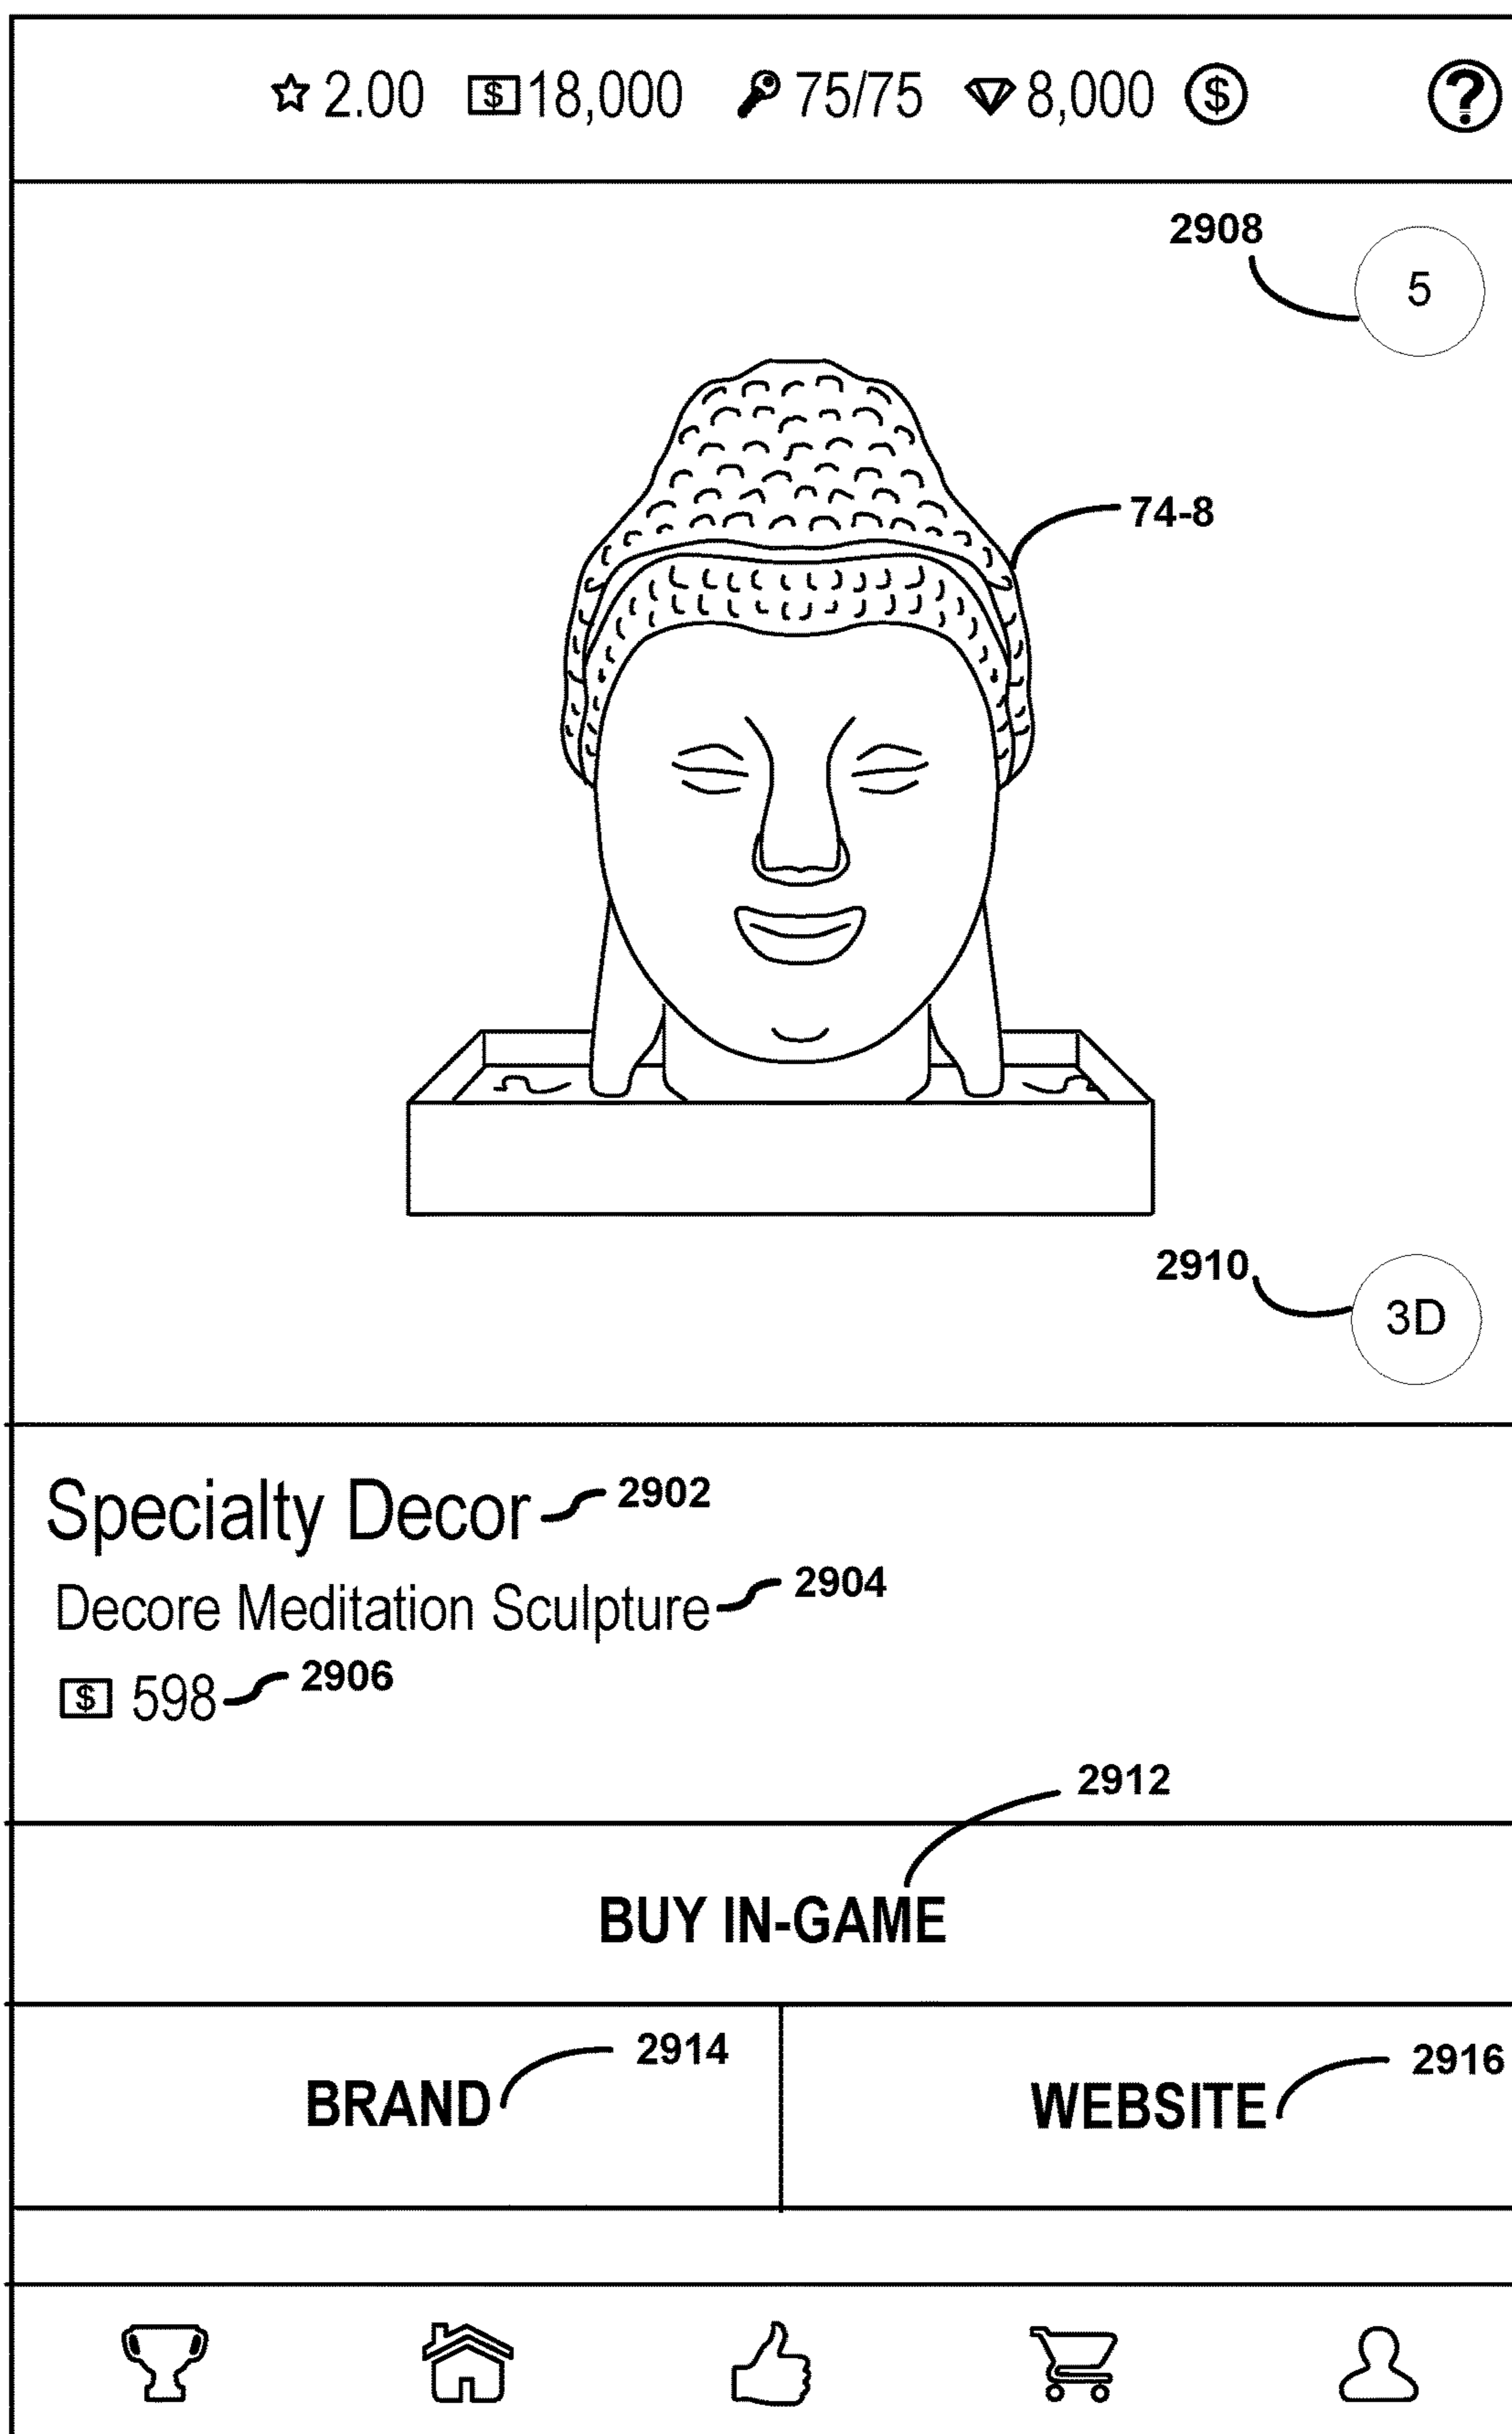 2.00 $ 18,000 75/75 8,000 $ ?
2908
5
74-8
2910
3D
Specialty Decor 2902
Decore Meditation Sculpture 2904
$ 598 2906
2912
BUY IN-GAME
2914
BRAND
2916
WEBSITE